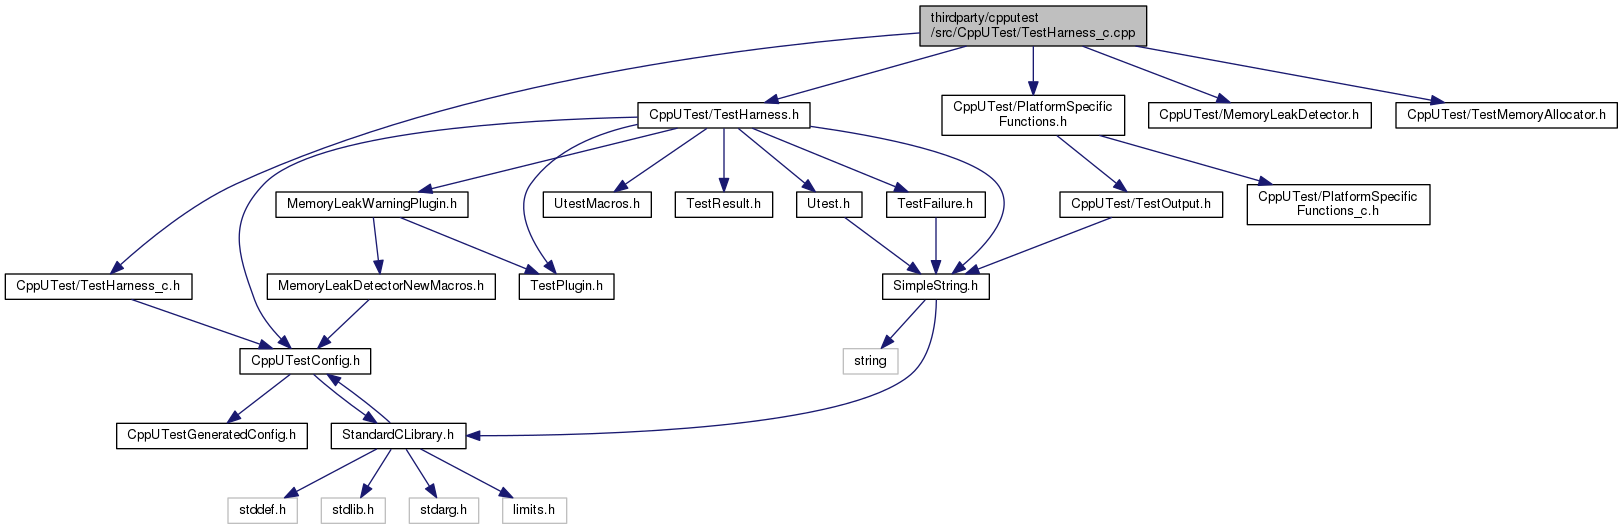 thirdparty/cpputest
/src/CppUTest/TestHarness_c.cpp
CppUTest/TestHarness.h
CppUTest/PlatformSpecific
Functions.h
CppUTest/MemoryLeakDetector.h
CppUTest/TestMemoryAllocator.h
MemoryLeakWarningPlugin.h
UtestMacros.h
TestResult.h
Utest.h
TestFailure.h
CppUTest/TestOutput.h
CppUTest/PlatformSpecific
Functions_c.h
CppUTest/TestHarness_c.h
MemoryLeakDetectorNewMacros.h
TestPlugin.h
SimpleString.h
CppUTestConfig.h
string
CppUTestGeneratedConfig.h
StandardCLibrary.h
stddef.h
stdlib.h
stdarg.h
limits.h